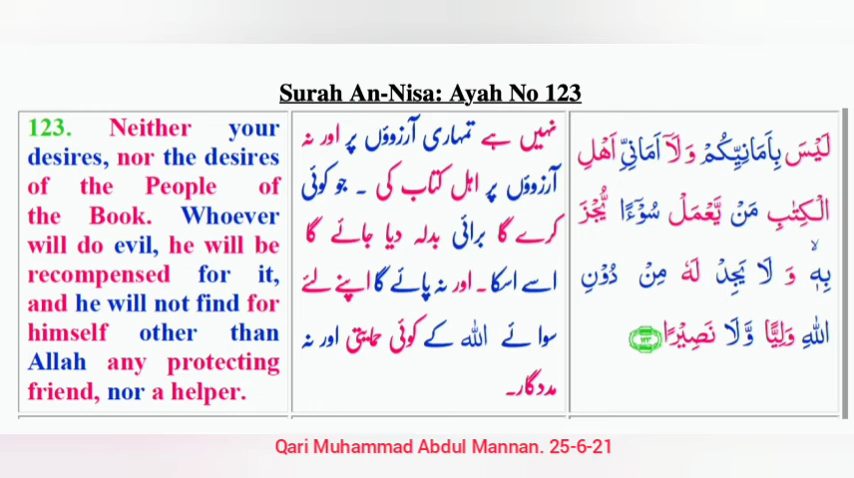 Surah An-Nisa: Ayah No 123
123. Neither your
desires, nor the desires
of the People of
the Book. Whoever
will do evil, he will be
recompensed for it,
and he will not find for
himself other than
Allah any protecting
friend, nor a helper.
نہیں ہے تمہاری آرزوؤں پر اور نہ
آرزوؤں پر اہل کتاب کی ۔ جو کوئی
کرے گا برائی بدلہ دیا جائے گا
اسے اسکا۔ اور نہ پائے گا اپنے لئے
سوائے اللہ کے کوئی حمایتی اور نہ
مددگار۔
لَيْسَ بِاَمَانِيِّكُمْ وَلَآ اَمَانِيِّ اَهْلِ
الْكِتٰبِ مَنْ يَّعْمَلْ سُوْٓءًا يُّجْزَ
بِهٖۙ وَ لَا يَجِدْ لَهٗ مِنْ دُوْنِ
اللّٰهِ وَلِيًّا وَّلَا نَصِيْرًا ۝۱۲۳
Qari Muhammad Abdul Mannan. 25-6-21